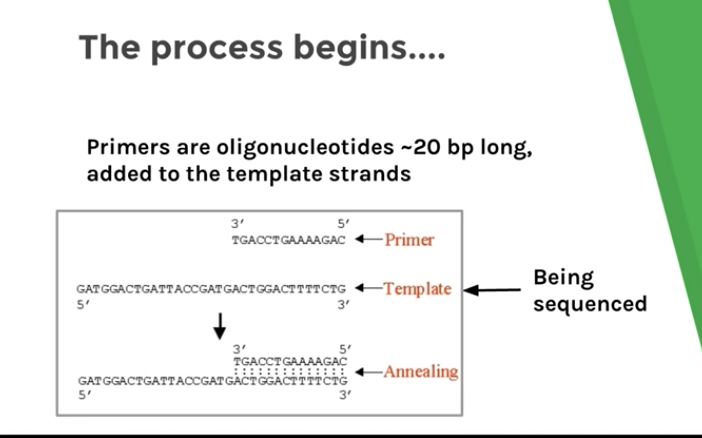 The process begins....
Primers are oligonucleotides ~20 bp long,
added to the template strands
3′ 5′
TGACCTGAAAAGAC Primer
GATGGACTGATTACCGATGACTGGACTTTTCTG Template
5′ 3′
Being
sequenced
3′ 5′
TGACCTGAAAAGAC
Annealing
GATGGACTGATTACCGATGACTGGACTTTTCTG
5′ 3′